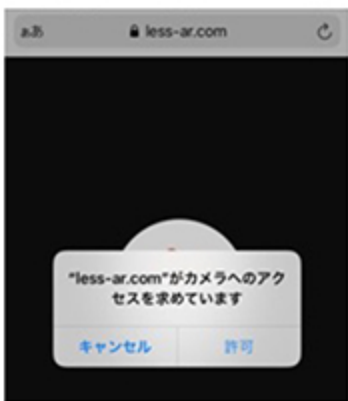 ぁあ less-ar.com
"less-ar.com"がカメラへのアク
セスを求めています
キャンセル 許可